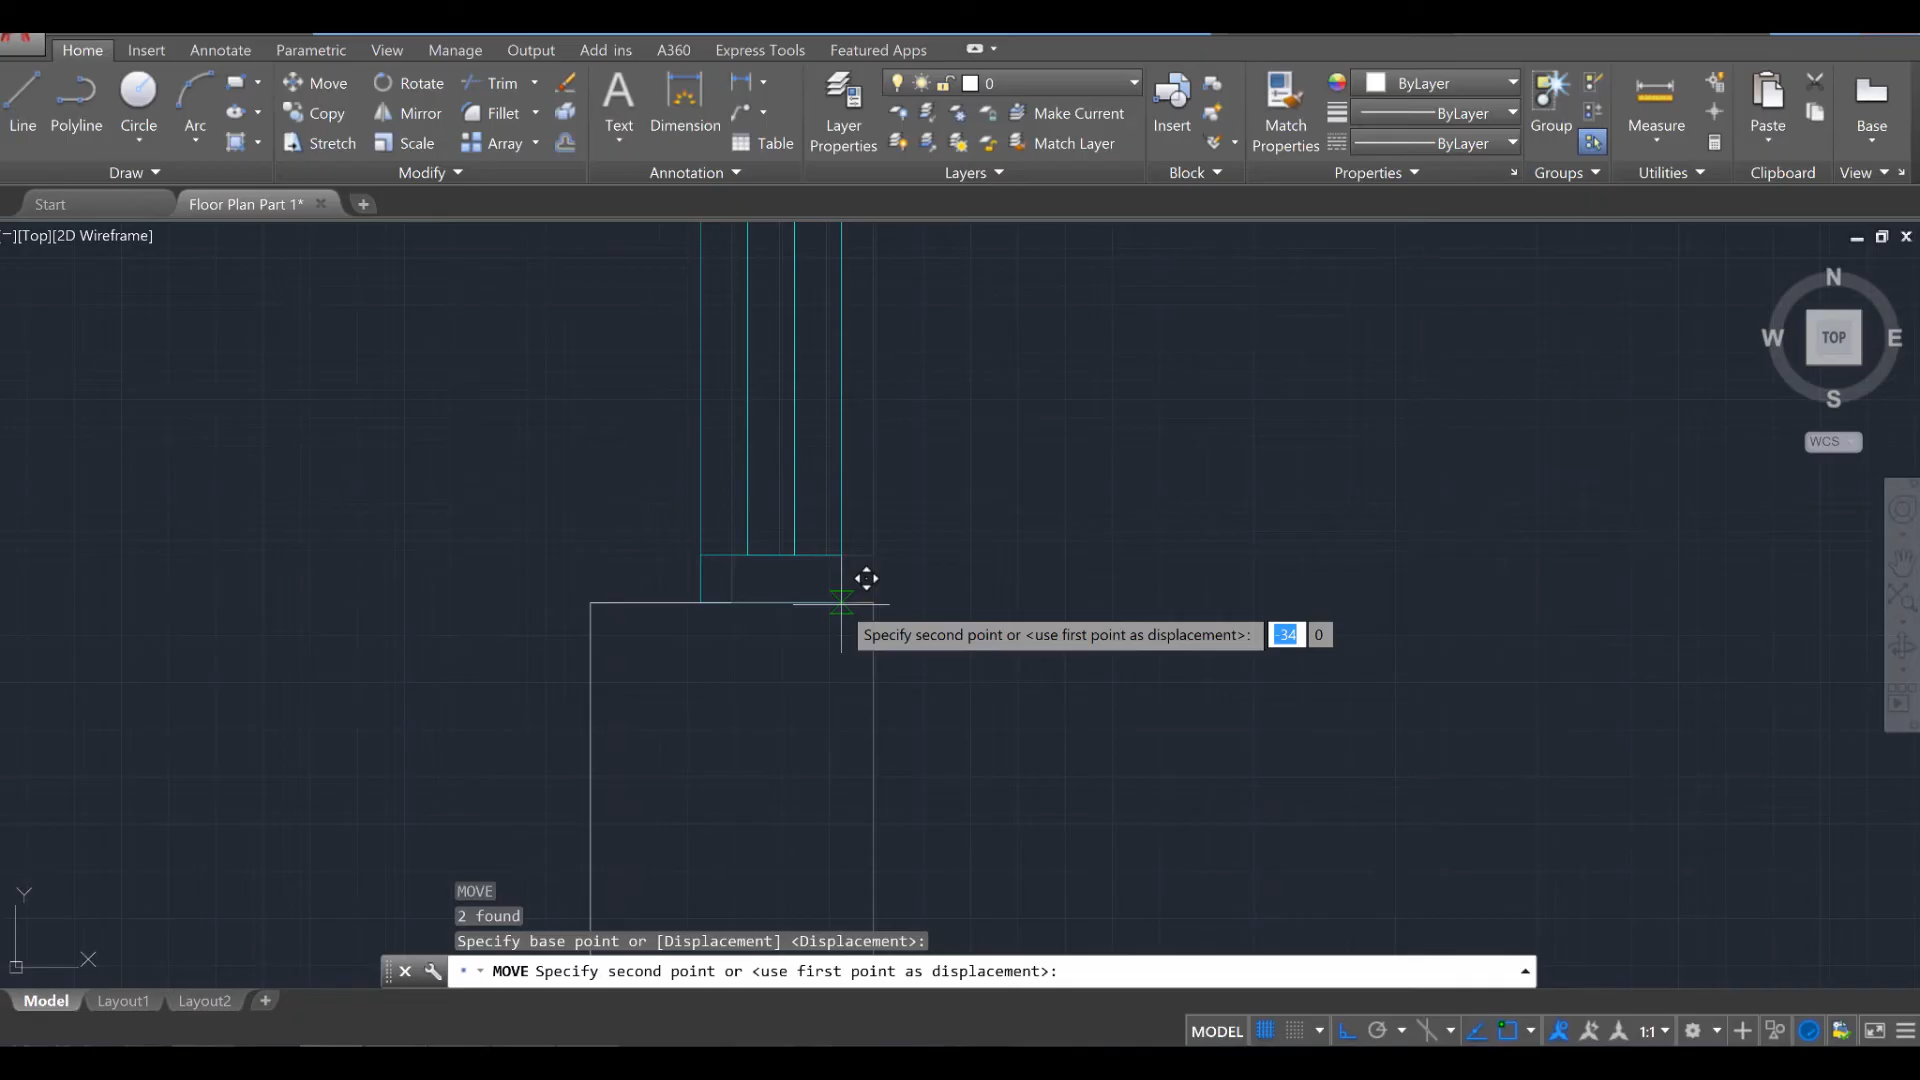 Home Insert Annotate Parametric View Manage Output Add ins A360 Express Tools Featured Apps
Move Rotate Trim 0 ByLayer
Copy Mirror Fillet Make Current ByLayer
Line Polyline Circle Arc Text Dimension Layer Properties Insert Match Properties Group Measure Paste Base
Stretch Scale Array Table Match Layer ByLayer
Draw Modify Annotation Layers Block Properties Groups Utilities Clipboard View
Start Floor Plan Part 1*
[−][Top][2D Wireframe]
N
W TOP E
S
WCS
Specify second point or <use first point as displacement>: -34 0
MOVE
2 found
Specify base point or [Displacement] <Displacement>:
Y
X
MOVE Specify second point or <use first point as displacement>:
Model Layout1 Layout2
MODEL 1:1